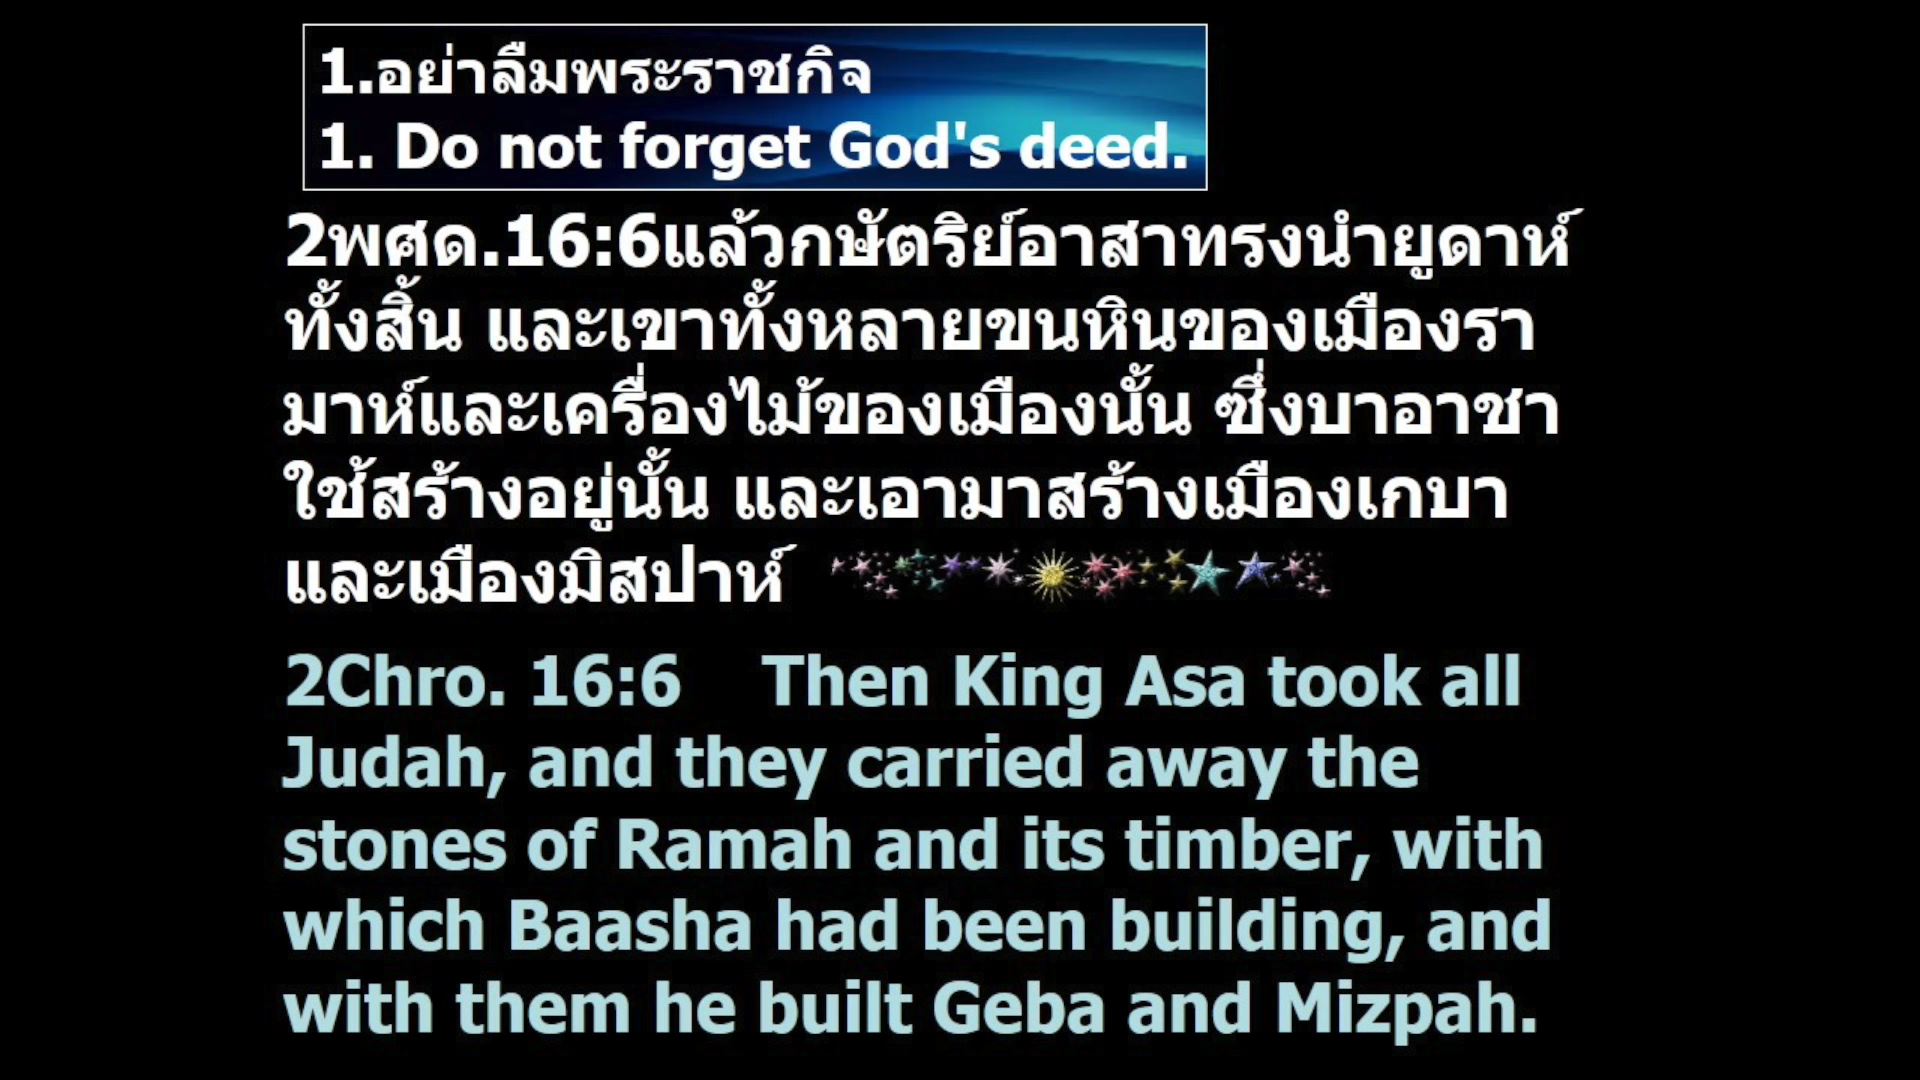 1.อย่าลืมพระราชกิจ
1. Do not forget God's deed.
2พศด.16:6แล้วกษัตริย์อาสาทรงนำยูดาห์
ทั้งสิ้น และเขาทั้งหลายขนหินของเมืองรา
มาห์และเครื่องไม้ของเมืองนั้น ซึ่งบาอาชา
ใช้สร้างอยู่นั้น และเอามาสร้างเมืองเกบา
และเมืองมิสปาห์
2Chro. 16:6 Then King Asa took all
Judah, and they carried away the
stones of Ramah and its timber, with
which Baasha had been building, and
with them he built Geba and Mizpah.